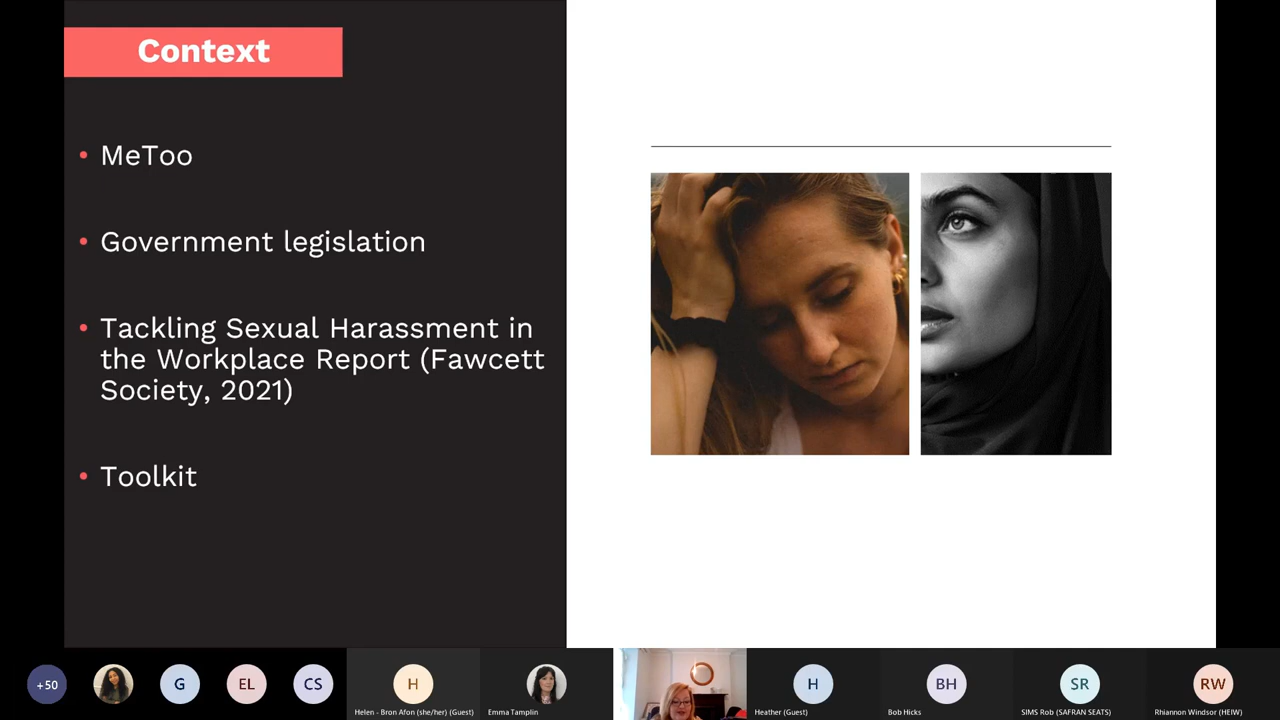 Context
• MeToo
• Government legislation
• Tackling Sexual Harassment in
the Workplace Report (Fawcett
Society, 2021)
• Toolkit
+50
G
EL
CS
H
Helen - Bron Afon (she/her) (Guest)
Emma Tamplin
H
Heather (Guest)
BH
Bob Hicks
SR
SIMS Rob (SAFRAN SEATS)
RW
Rhiannon Windsor (HEIW)